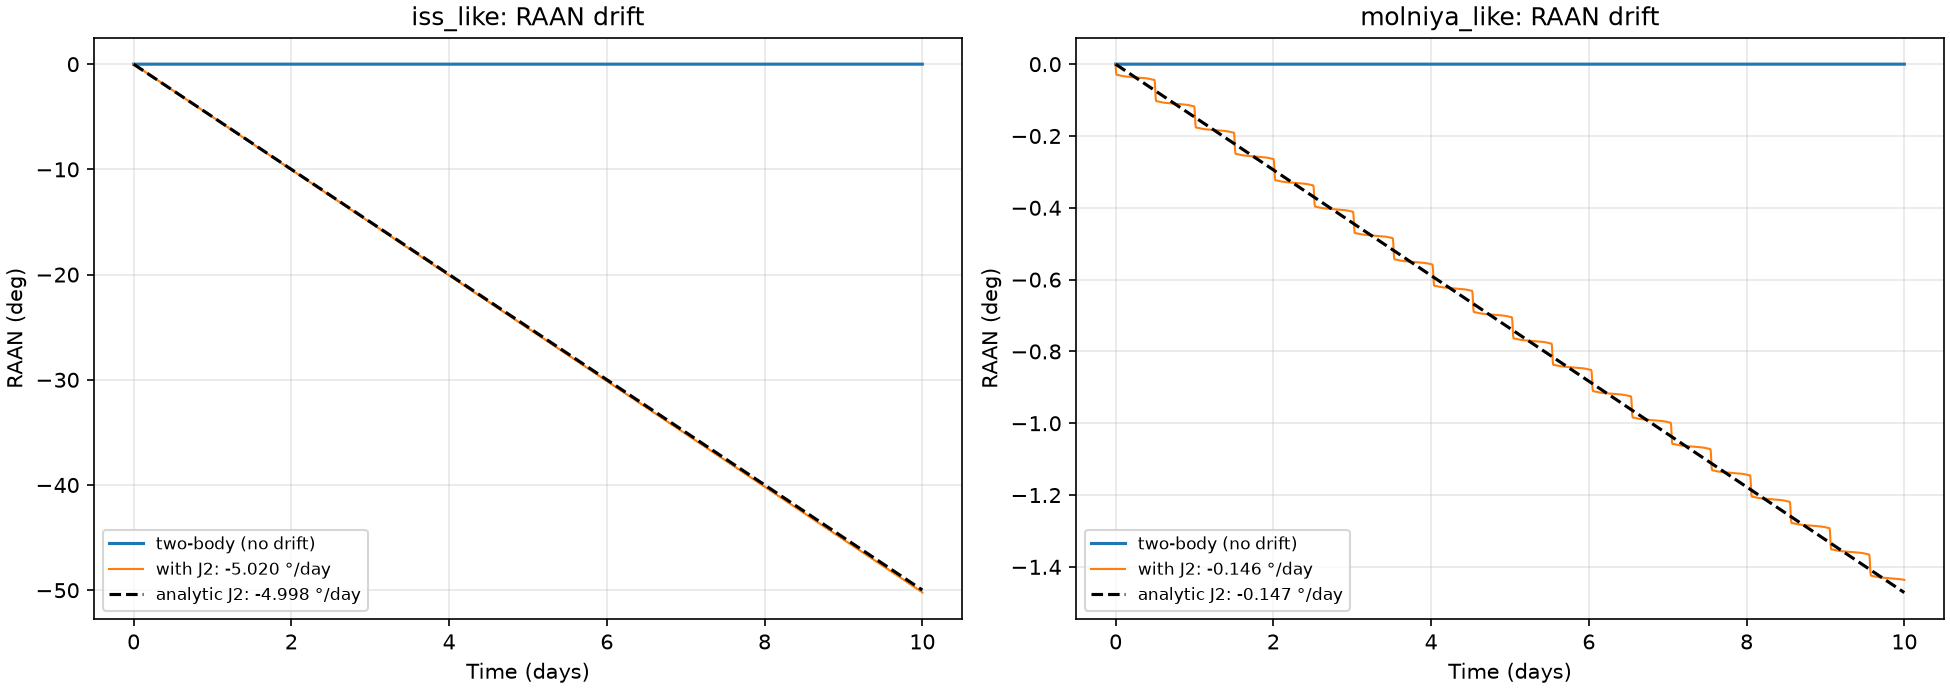 iss_like: RAAN drift
RAAN (deg)
0
−10
−20
−30
−40
−50
two-body (no drift)
with J2: -5.020 °/day
analytic J2: -4.998 °/day
0 2 4 6 8 10
Time (days)
molniya_like: RAAN drift
RAAN (deg)
0.0
−0.2
−0.4
−0.6
−0.8
−1.0
−1.2
−1.4
two-body (no drift)
with J2: -0.146 °/day
analytic J2: -0.147 °/day
0 2 4 6 8 10
Time (days)